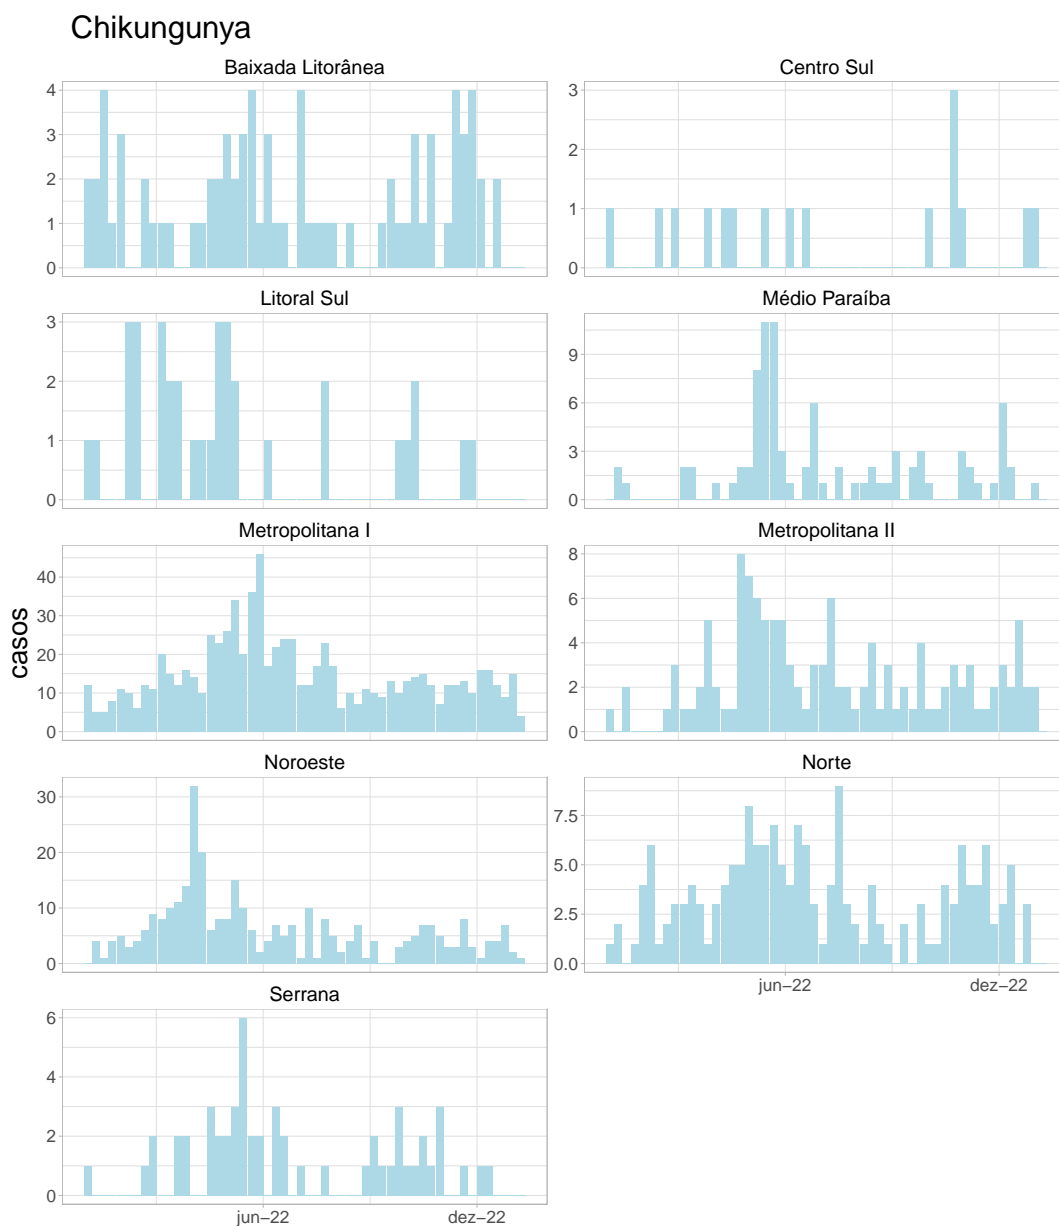 Chikungunya
Baixada Litorânea
Centro Sul
4
3
2
1
0
3
2
1
0
Litoral Sul
Médio Paraíba
3
2
1
0
9
6
3
0
Metropolitana I
Metropolitana II
casos
40
30
20
10
0
8
6
4
2
0
Noroeste
Norte
30
20
10
0
7.5
5.0
2.5
0.0
jun−22
dez−22
Serrana
6
4
2
0
jun−22
dez−22